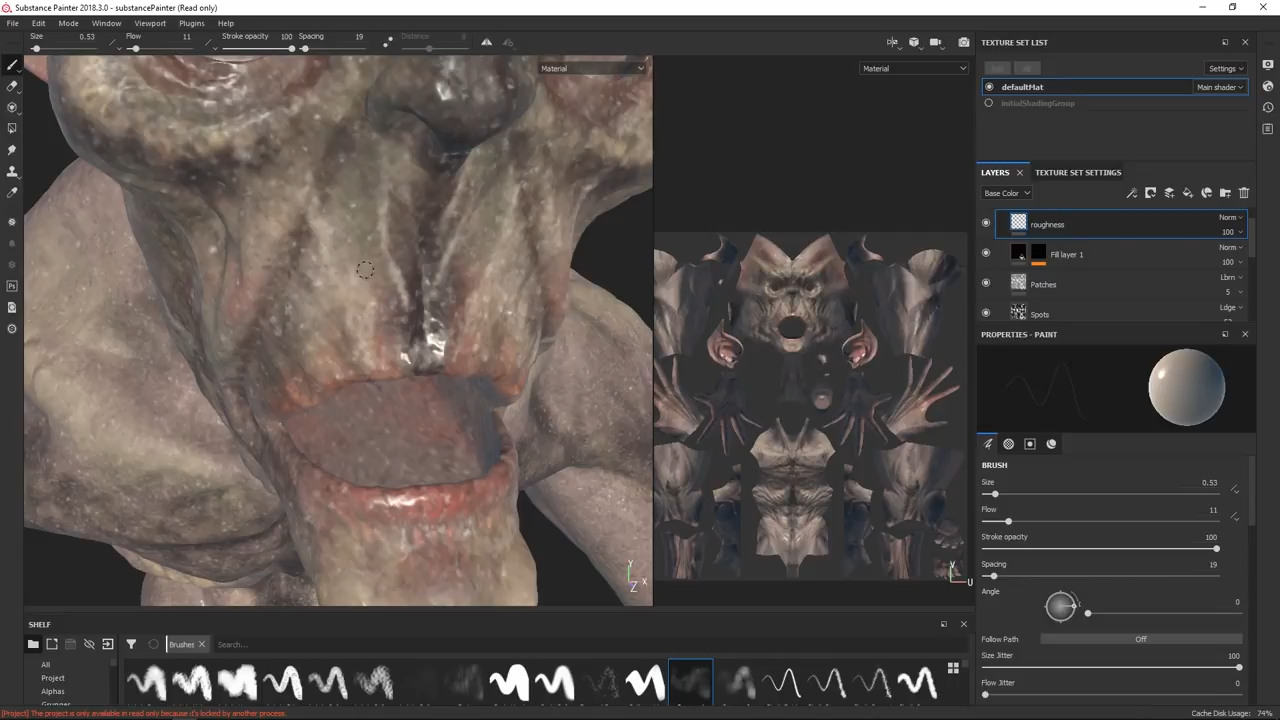 Substance Painter 2018.3.0 - substancePainter (Read only)
File Edit Mode Window Viewport Plugins Help
Size 0.53 Flow 11 Stroke opacity 100 Spacing 19 Distance 8
Material
Material
TEXTURE SET LIST
Settings
defaultMat Main shader
initialShadingGroup
LAYERS TEXTURE SET SETTINGS
Base Color
roughness Norm 100
Fill layer 1 Norm 100
Patches Lbrn 5
Spots Ldge
PROPERTIES - PAINT
BRUSH
Size 0.53
Flow 11
Stroke opacity 100
Spacing 19
Angle 0
Follow Path Off
Size Jitter 100
Flow Jitter 0
Y
X
Z
V
U
SHELF
Brushes Search...
All
Project
Alphas
Grunges
[Project] The project is only available in read only because it's locked by another process.
Cache Disk Usage: 74%